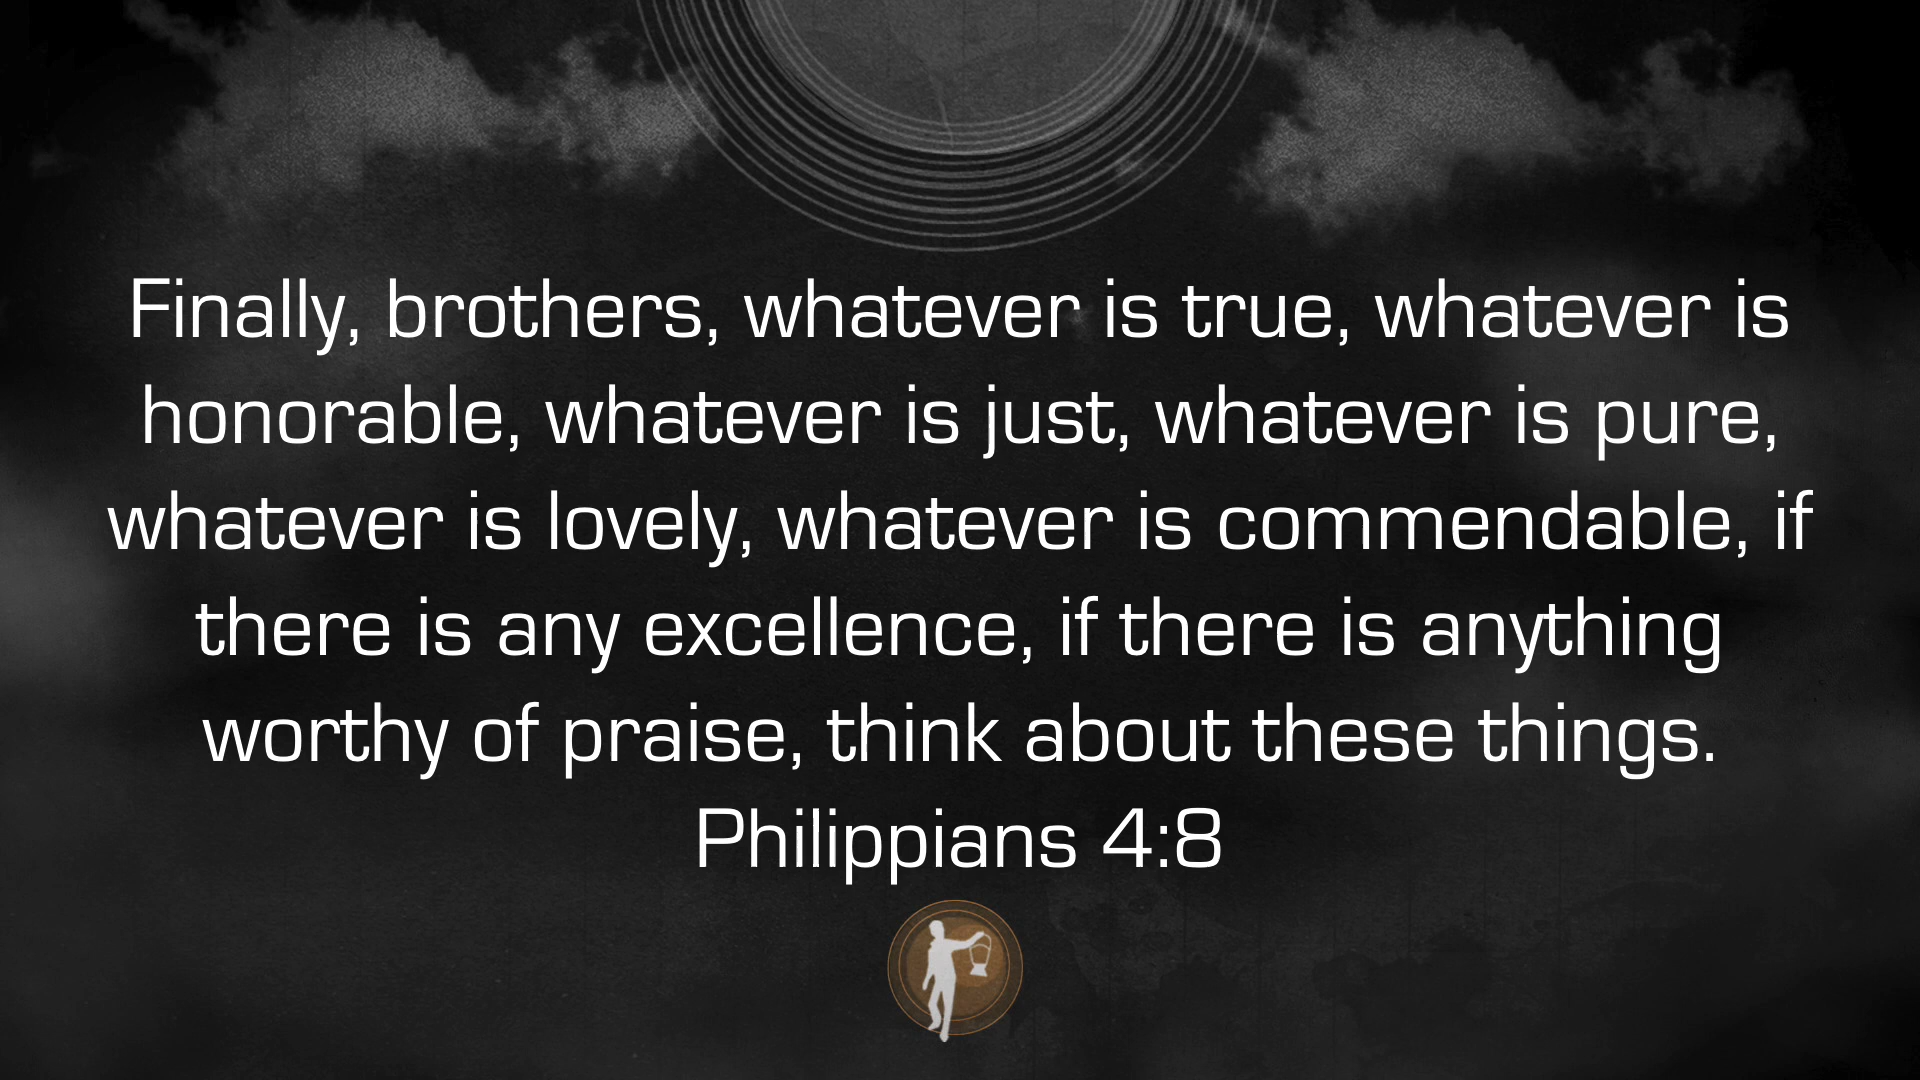 Finally, brothers, whatever is true, whatever is
honorable, whatever is just, whatever is pure,
whatever is lovely, whatever is commendable, if
there is any excellence, if there is anything
worthy of praise, think about these things.
Philippians 4:8